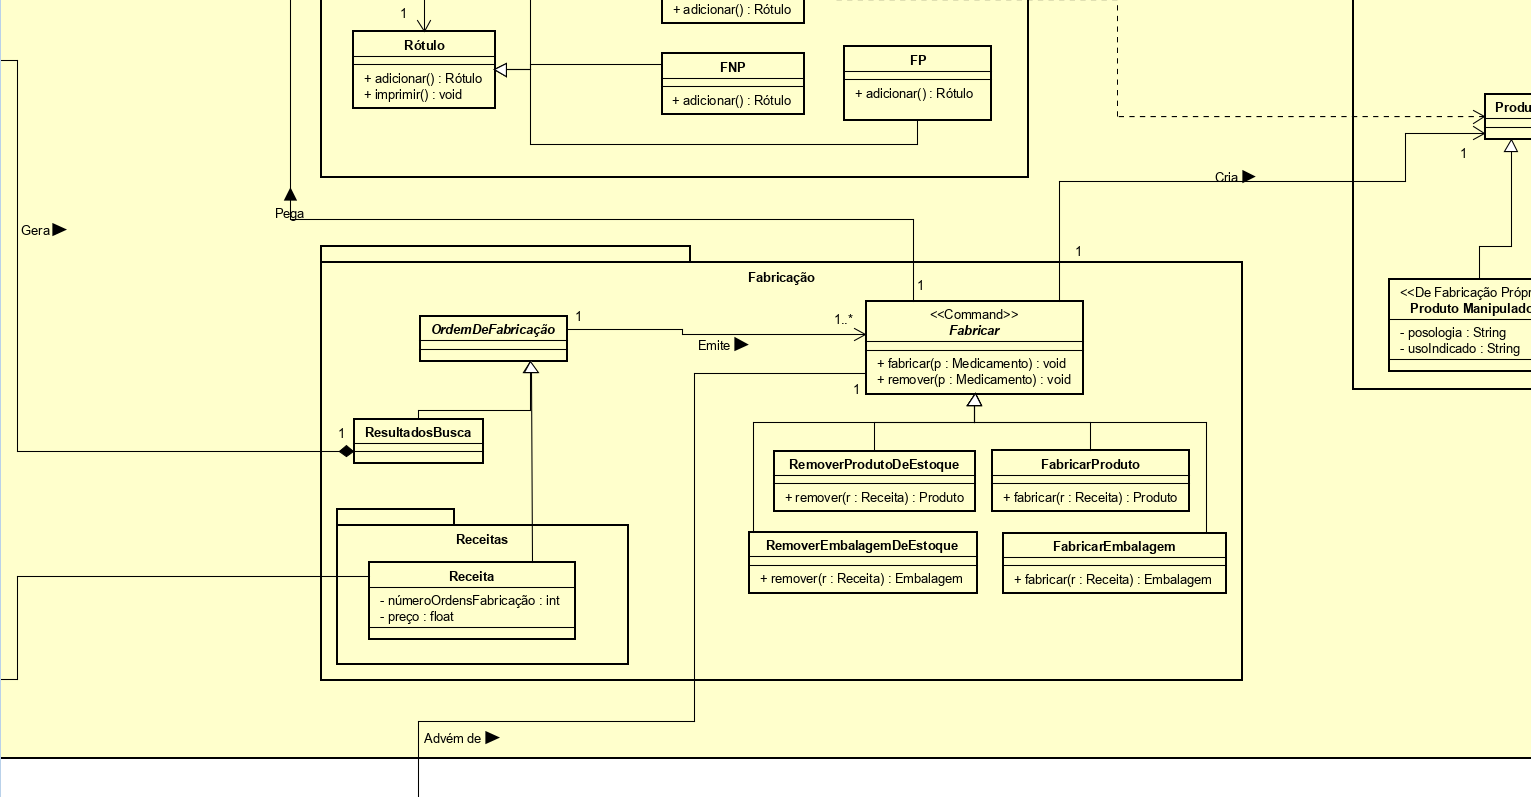 + adicionar() : Rótulo
1
Rótulo
+ adicionar() : Rótulo
+ imprimir() : void
FNP
+ adicionar() : Rótulo
FP
+ adicionar() : Rótulo
1
Cria
Pega
Gera
1
1
Fabricação
OrdemDeFabricação
1
1..*
Emite
<<Command>>
Fabricar
+ fabricar(p : Medicamento) : void
+ remover(p : Medicamento) : void
1
<<De Fabricação
Produto
- posologia : String
- usoIndicado : String
1
ResultadosBusca
RemoverProdutoDeEstoque
+ remover(r : Receita) : Produto
FabricarProduto
+ fabricar(r : Receita) : Produto
RemoverEmbalagemDeEstoque
+ remover(r : Receita) : Embalagem
FabricarEmbalagem
+ fabricar(r : Receita) : Embalagem
Receitas
Receita
- númeroOrdensFabricação : int
- preço : float
Advém de